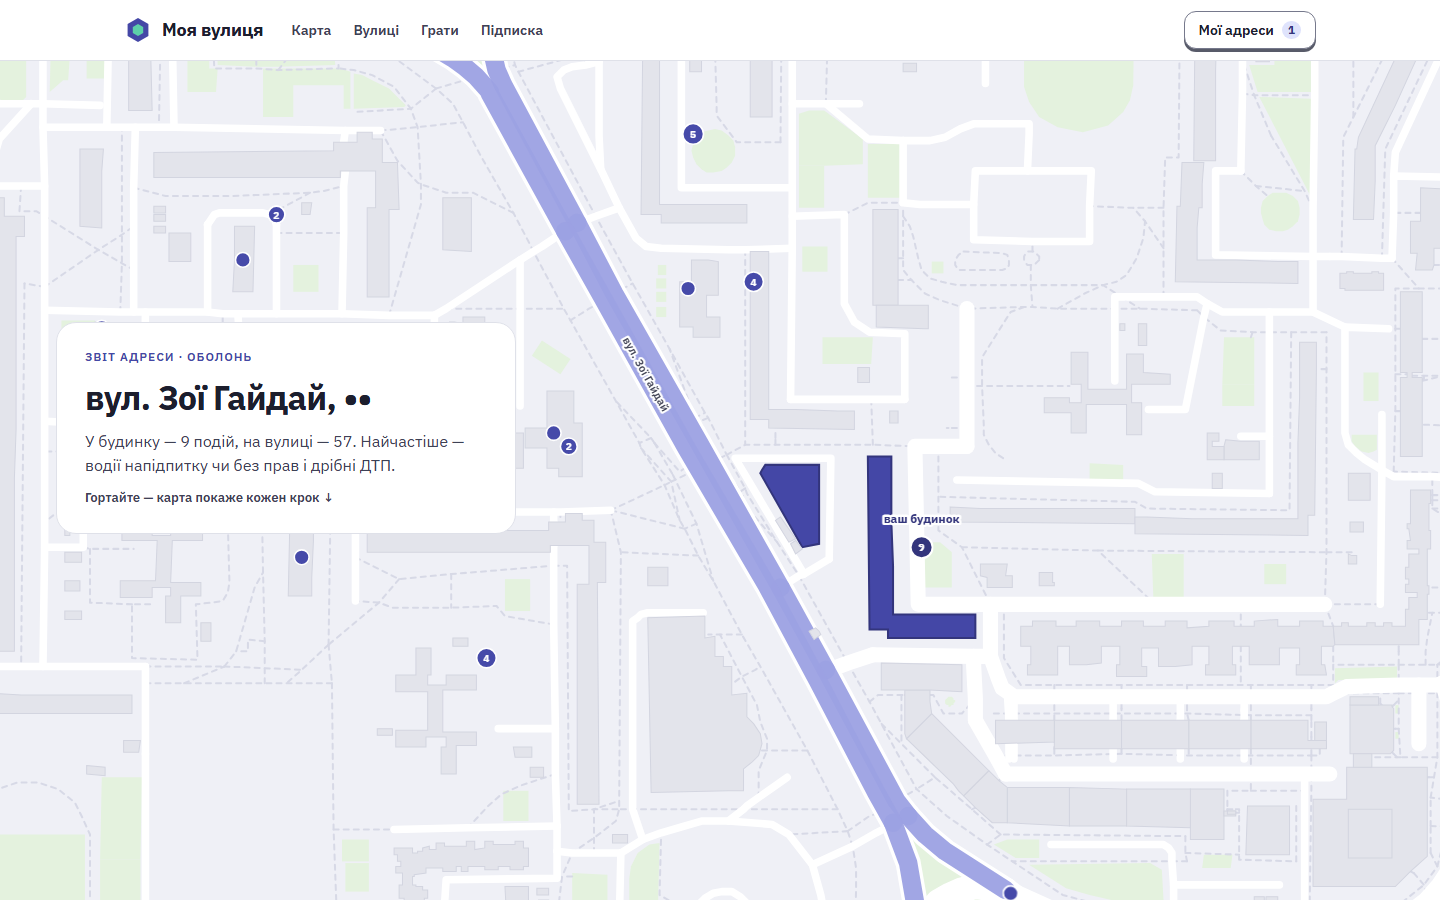 Моя вулиця
Карта
Вулиці
Грати
Підписка
Мої адреси 1
5
2
4
вул. Зої Гайдай
ЗВІТ АДРЕСИ · ОБОЛОНЬ
вул. Зої Гайдай, ••
У будинку — 9 подій, на вулиці — 57. Найчастіше —
водії напідпитку чи без прав і дрібні ДТП.
Гортайте — карта покаже кожен крок ↓
2
ваш будинок
9
4